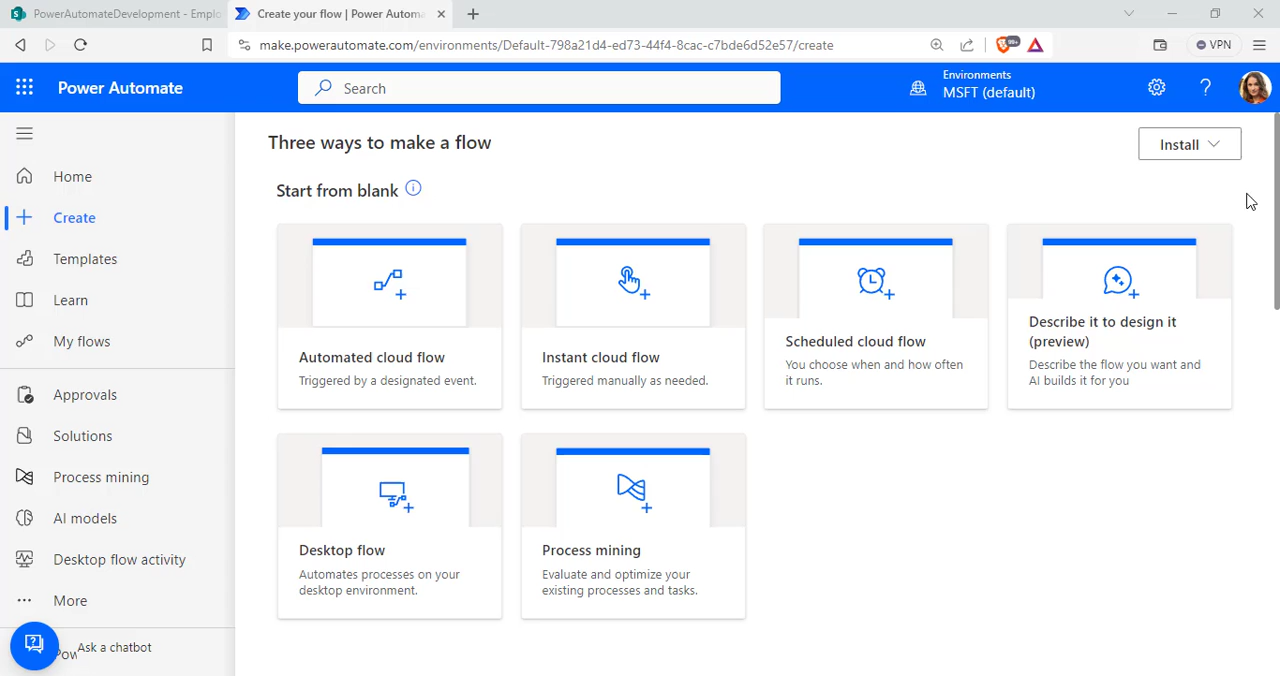 PowerAutomateDevelopment - Emplo
Create your flow | Power Automa
make.powerautomate.com/environments/Default-798a21d4-ed73-44f4-8cac-c7bde6d52e57/create
99+
VPN
Power Automate
Search
Environments
MSFT (default)
Home
Create
Templates
Learn
My flows
Approvals
Solutions
Process mining
AI models
Desktop flow activity
More
Pow
Ask a chatbot
Three ways to make a flow
Install
Start from blank
Automated cloud flow
Triggered by a designated event.
Instant cloud flow
Triggered manually as needed.
Scheduled cloud flow
You choose when and how often
it runs.
Describe it to design it
(preview)
Describe the flow you want and
AI builds it for you
Desktop flow
Automates processes on your
desktop environment.
Process mining
Evaluate and optimize your
existing processes and tasks.